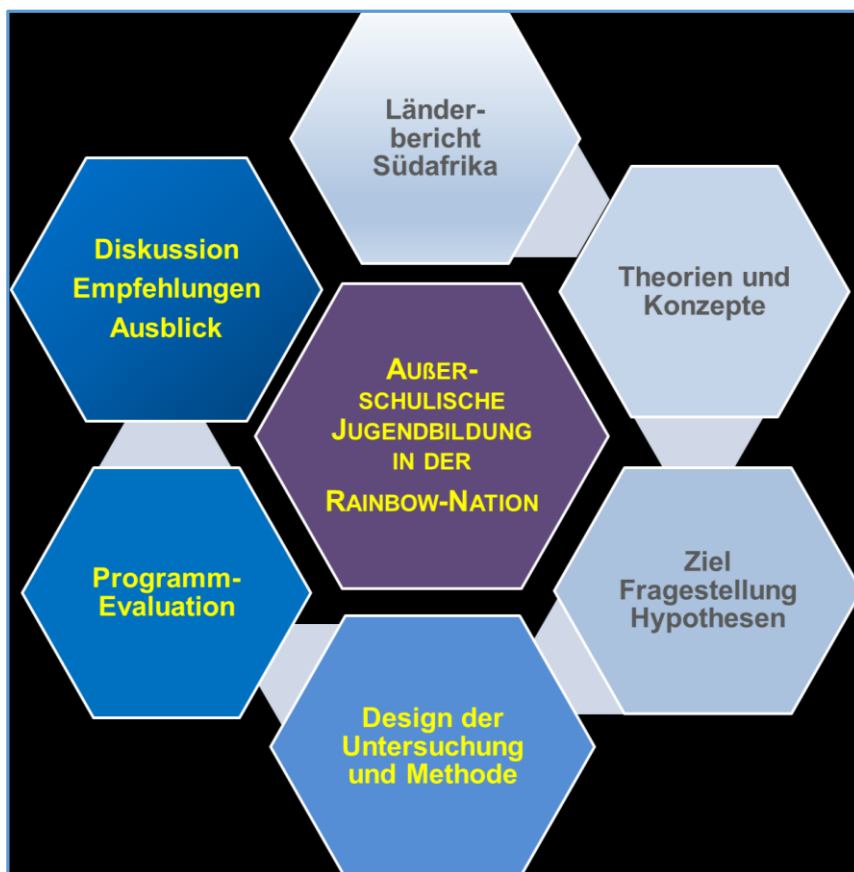 Länder-
bericht
Südafrika
Theorien und
Konzepte
Ziel
Fragestellung
Hypothesen
Design der
Untersuchung
und Methode
Programm-
Evaluation
Diskussion
Empfehlungen
Ausblick
AUßER-
SCHULISCHE
JUGENDBILDUNG
IN DER
RAINBOW-NATION